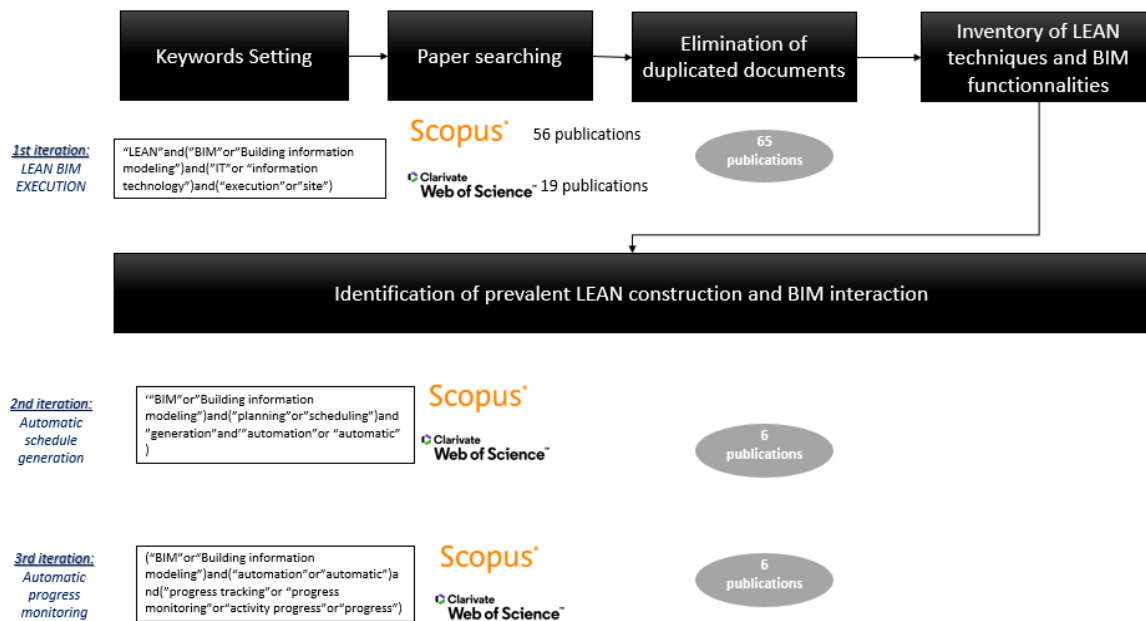 Keywords Setting
Paper searching
Elimination of
duplicated documents
Inventory of LEAN
techniques and BIM
functionnalities
1st iteration:
LEAN BIM
EXECUTION
“LEAN”and(“BIM”or“Building information
modeling”)and(“IT”or “information
technology”)and(“execution”or“site”)
Scopus®
56 publications
Clarivate
Web of Science™
19 publications
65
publications
Identification of prevalent LEAN construction and BIM interaction
2nd iteration:
Automatic
schedule
generation
‘“BIM”or“Building information
modeling”)and(“planning”or“scheduling”)and
“generation”and’“automation”or “automatic”
)
Scopus®
Clarivate
Web of Science™
6
publications
3rd iteration:
Automatic
progress
monitoring
(“BIM”or“Building information
modeling”)and(“automation”or“automatic”)a
nd(“progress tracking”or “progress
monitoring”or“activity progress”or“progress”)
Scopus®
Clarivate
Web of Science™
6
publications